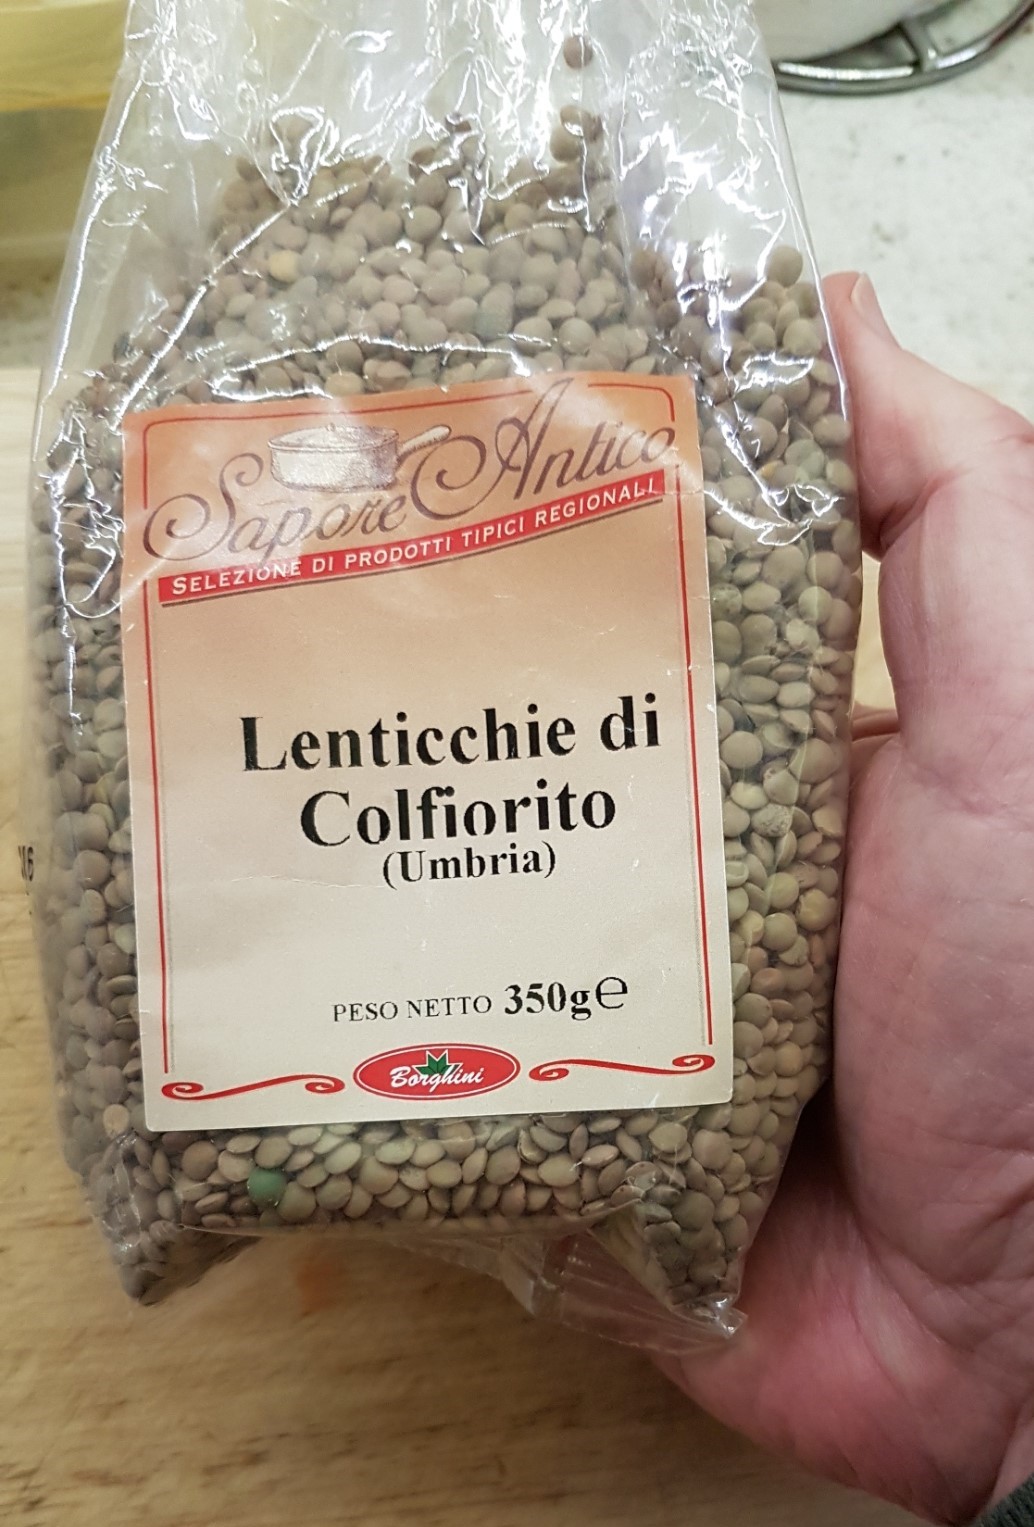 Sapore Antico
SELEZIONE DI PRODOTTI TIPICI REGIONALI
Lenticchie di
Colfiorito
(Umbria)
PESO NETTO 350g℮
Borghini